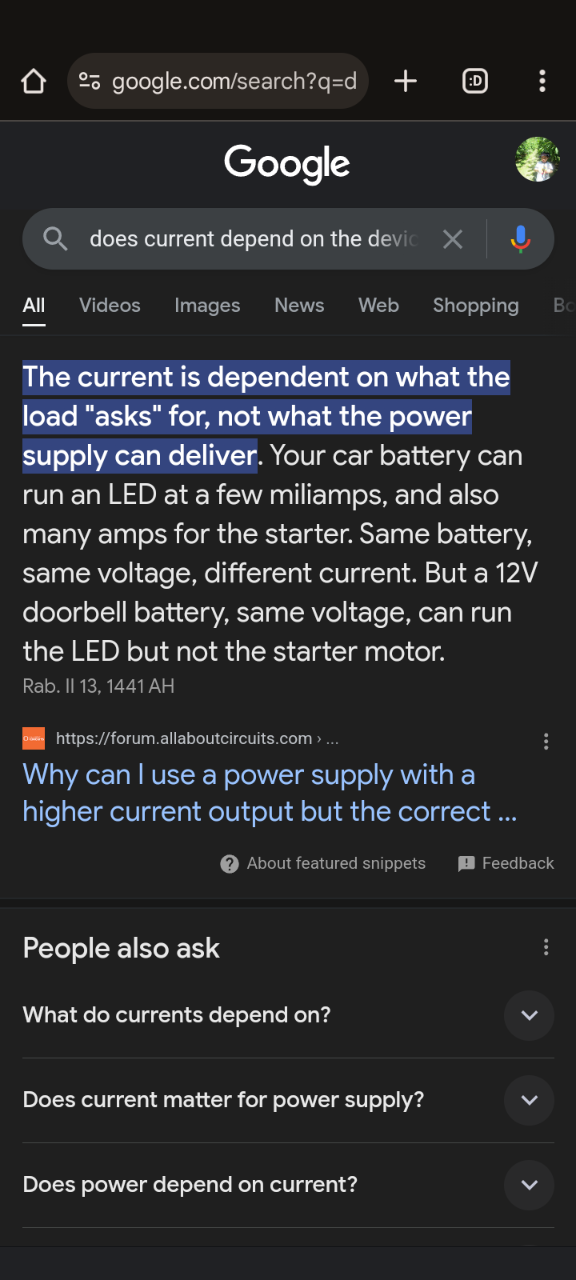 google.com/search?q=d
:D
Google
does current depend on the devic
All Videos Images News Web Shopping Bo
The current is dependent on what the
load "asks" for, not what the power
supply can deliver. Your car battery can
run an LED at a few miliamps, and also
many amps for the starter. Same battery,
same voltage, different current. But a 12V
doorbell battery, same voltage, can run
the LED but not the starter motor.
Rab. II 13, 1441 AH
https://forum.allaboutcircuits.com › ...
Why can I use a power supply with a
higher current output but the correct ...
About featured snippets Feedback
People also ask
What do currents depend on?
Does current matter for power supply?
Does power depend on current?